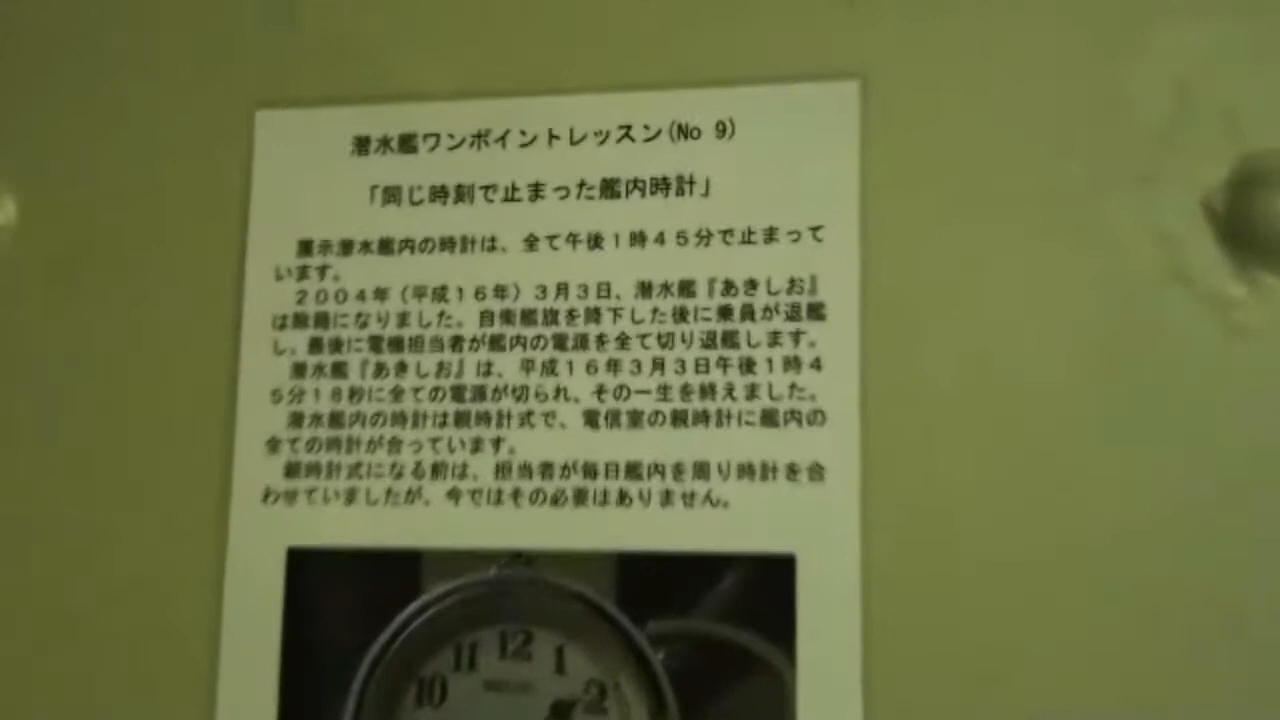 潜水艦ワンポイントレッスン(No 9)
「同じ時刻で止まった艦内時計」
展示潜水艦内の時計は、全て午後1時45分で止まって
います。
2004年(平成16年)3月3日、潜水艦『あきしお』
は除籍になりました。自衛艦旗を降下した後に乗員が退艦
し、最後に電機担当者が艦内の電源を全て切り退艦します。
潜水艦『あきしお』は、平成16年3月3日午後1時4
5分18秒に全ての電源が切られ、その一生を終えました。
潜水艦内の時計は親時計式で、電信室の親時計に艦内の
全ての時計が合っています。
親時計式になる前は、担当者が毎日艦内を周り時計を合
わせていましたが、今ではその必要はありません。
10 11 12 1 2